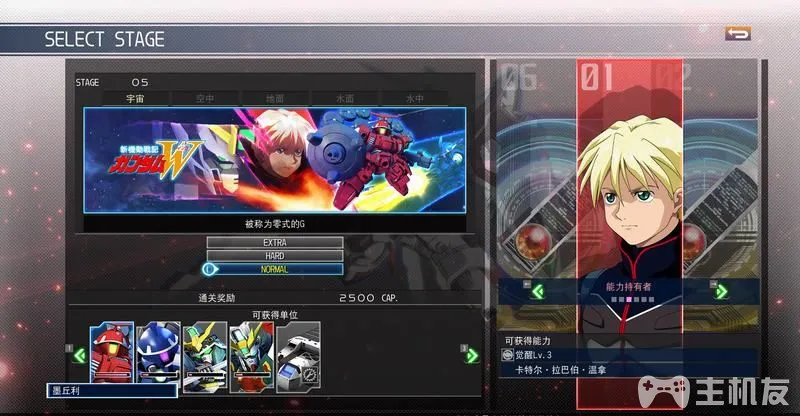 SELECT STAGE
STAGE 05
宇宙 空中 地面 水面 水中
新機動戦記
ガンダムW
被称为零式的G
EXTRA
HARD
NORMAL
通关奖励 2500 CAP.
可获得单位
墨丘利
06 01 02
能力持有者
可获得能力
觉醒Lv.3
卡特尔·拉巴伯·温拿
主机友